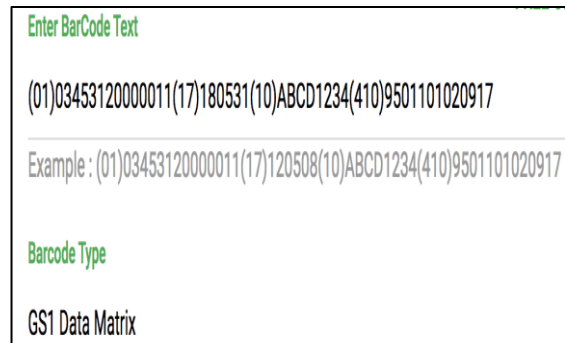 Enter BarCode Text
(01)03453120000011(17)180531(10)ABCD1234(410)9501101020917
Example : (01)03453120000011(17)120508(10)ABCD1234(410)9501101020917
Barcode Type
GS1 Data Matrix